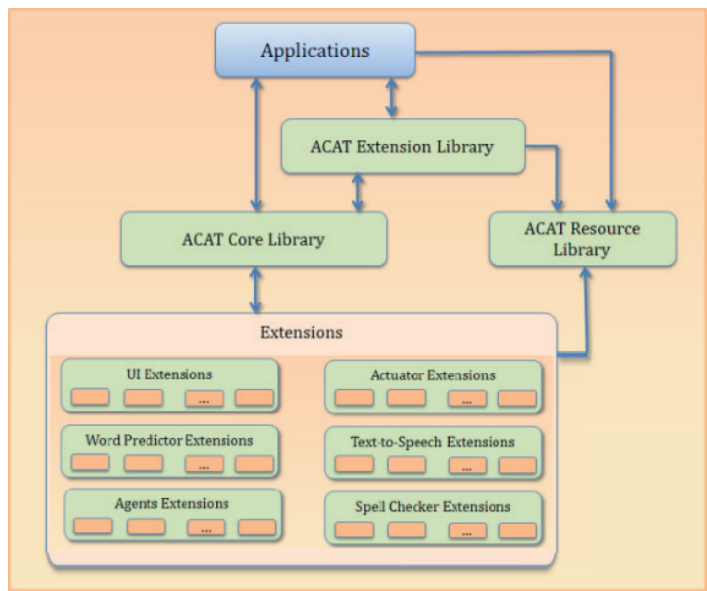 Applications
ACAT Extension Library
ACAT Core Library
ACAT Resource
Library
Extensions
UI Extensions
...
Actuator Extensions
...
Word Predictor Extensions
...
Text-to-Speech Extensions
...
Agents Extensions
...
Spell Checker Extensions
...